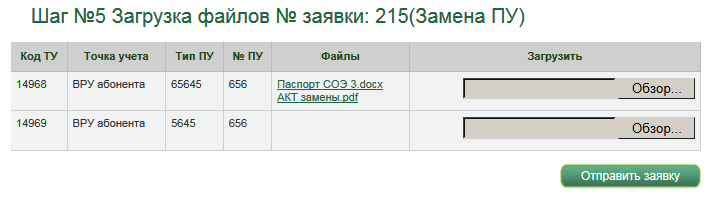 Шаг №5 Загрузка файлов № заявки: 215(Замена ПУ)
Код ТУ Точка учета Тип ПУ № ПУ Файлы Загрузить
14968 ВРУ абонента 65645 656 Паспорт СОЭ 3.docx Обзор...
АКТ замены.pdf
14969 ВРУ абонента 5645 656 Обзор...
Отправить заявку